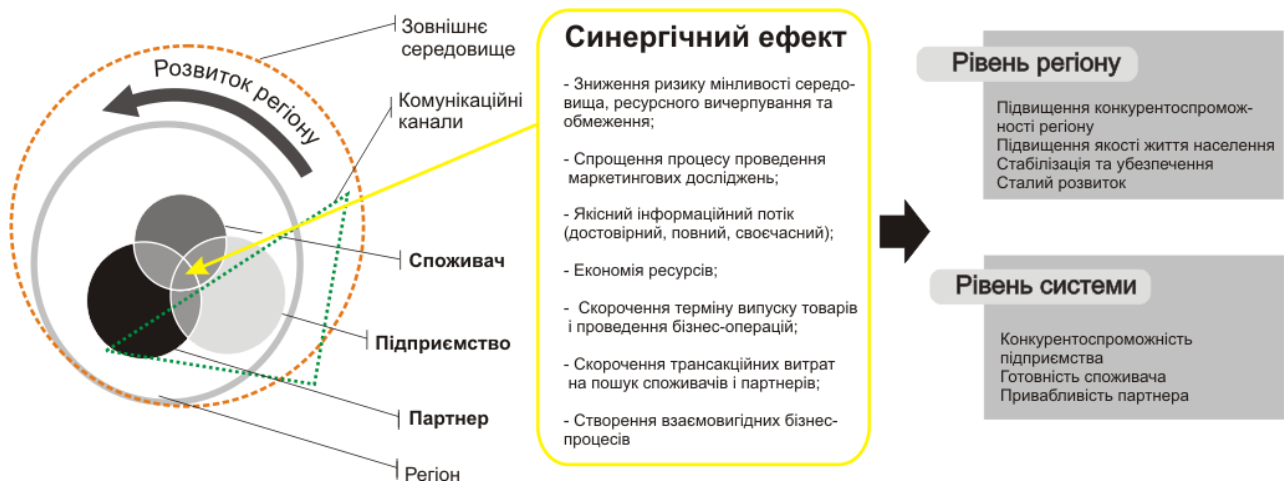 Зовнішнє
середовище
Розвиток регіону
Комунікаційні
канали
Споживач
Підприємство
Партнер
Регіон
Синергічний ефект
- Зниження ризику мінливості середо-
вища, ресурсного вичерпування та
обмеження;
- Спрощення процесу проведення
маркетингових досліджень;
- Якісний інформаційний потік
(достовірний, повний, своєчасний);
- Економія ресурсів;
- Скорочення терміну випуску товарів
і проведення бізнес-операцій;
- Скорочення трансакційних витрат
на пошук споживачів і партнерів;
- Створення взаємовигідних бізнес-
процесів
Рівень регіону
Підвищення конкурентоспромож-
ності регіону
Підвищення якості життя населення
Стабілізація та убезпечення
Сталий розвиток
Рівень системи
Конкурентоспроможність
підприємства
Готовність споживача
Привабливість партнера